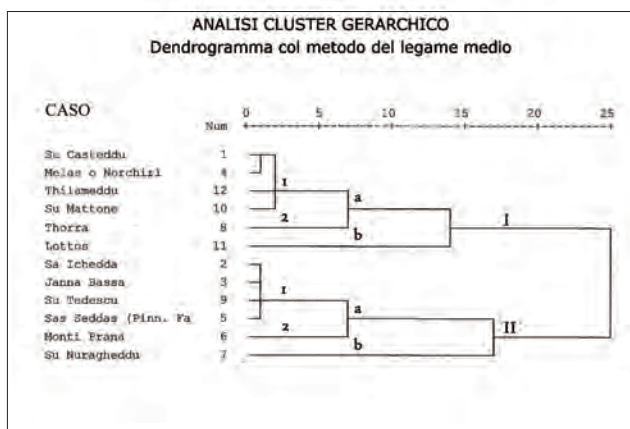 ANALISI CLUSTER GERARCHICO
Dendrogramma col metodo del legame medio
CASO 0 5 10 15 20 25
Num
Su Casteddu 1
Melas o Norchiri 4
Thilameddu 12
Su Mattone 10
Thorra 8
Lottos 11
Sa Ichedda 2
Janna Bassa 3
Su Tedescu 9
Sas Seddas (Pinn. Fa 5
Monti Prana 6
Su Nuragheddu 7
1
a
2
b
I
1
a
2
b
II